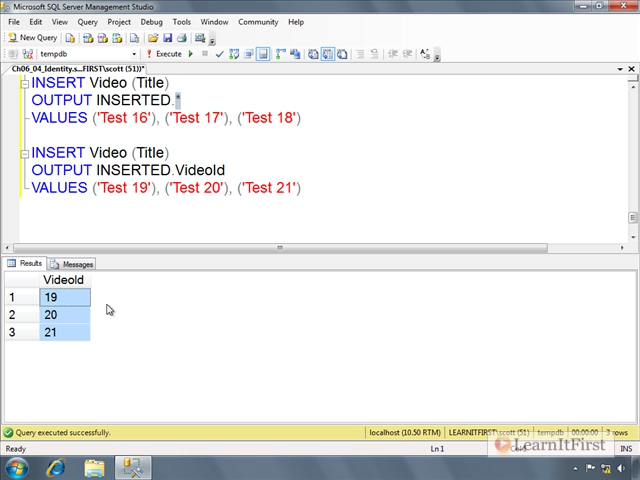 Microsoft SQL Server Management Studio
File Edit View Query Project Debug Tools Window Community Help
New Query
tempdb Execute
Ch06_04_Identity.s...FIRST\scott (51))*
INSERT Video (Title)
OUTPUT INSERTED.*
VALUES ('Test 16'), ('Test 17'), ('Test 18')
INSERT Video (Title)
OUTPUT INSERTED.VideoId
VALUES ('Test 19'), ('Test 20'), ('Test 21')
Results Messages
VideoId
1 19
2 20
3 21
Query executed successfully. localhost (10.50 RTM) LEARNITFIRST\scott (51) tempdb 00:00:00 3 rows
Ready Ln 1 INS
LearnItFirst